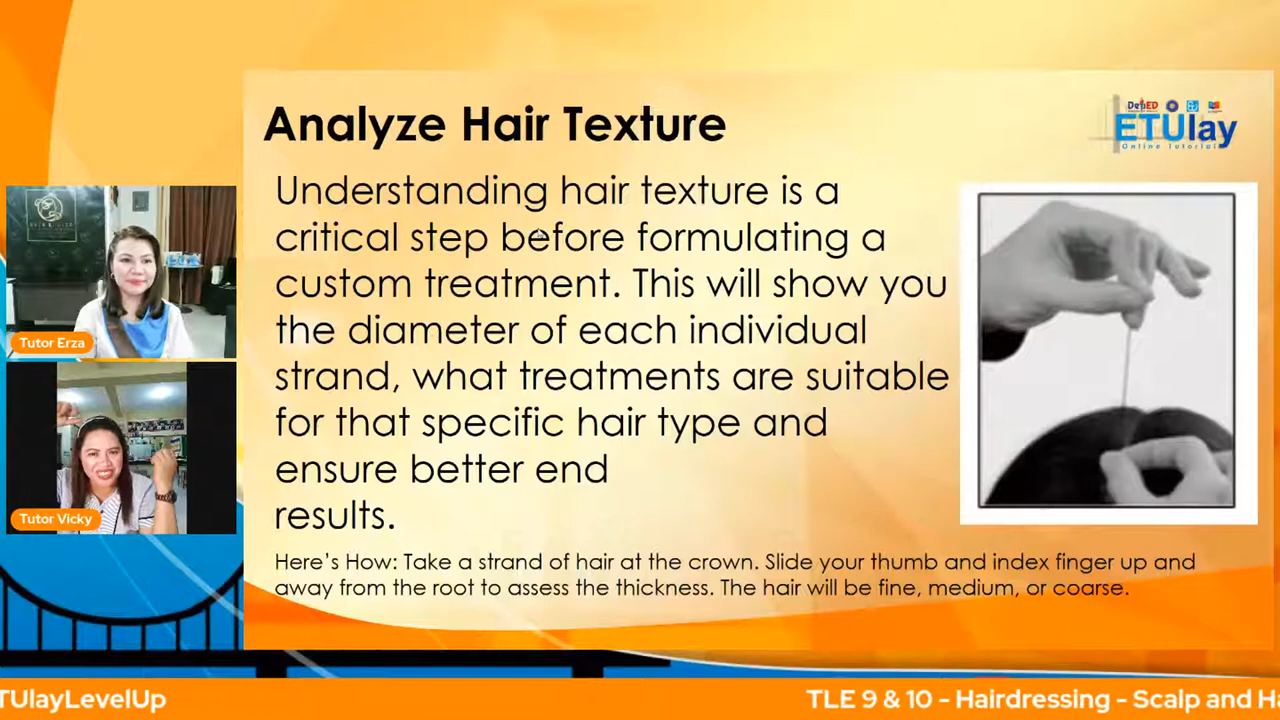 Analyze Hair Texture
DepED
ETUlay
Online Tutorial
Understanding hair texture is a
critical step before formulating a
custom treatment. This will show you
the diameter of each individual
strand, what treatments are suitable
for that specific hair type and
ensure better end
results.
Here's How: Take a strand of hair at the crown. Slide your thumb and index finger up and
away from the root to assess the thickness. The hair will be fine, medium, or coarse.
Tutor Erza
Tutor Vicky
TUlayLevelUp
TLE 9 & 10 - Hairdressing - Scalp and Ha